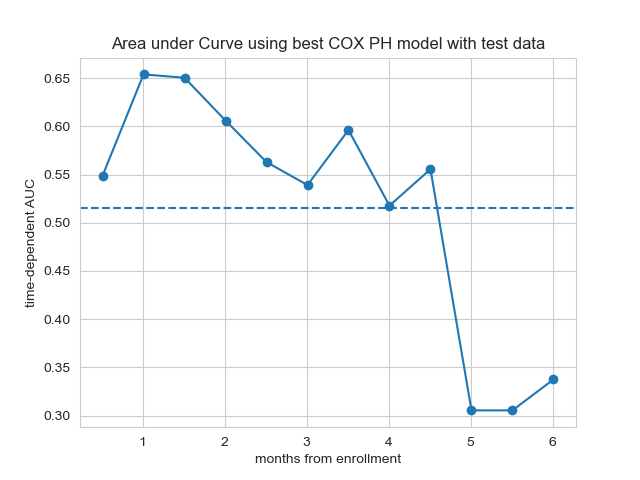 Area under Curve using best COX PH model with test data
time-dependent AUC
0.65
0.60
0.55
0.50
0.45
0.40
0.35
0.30
1 2 3 4 5 6
months from enrollment